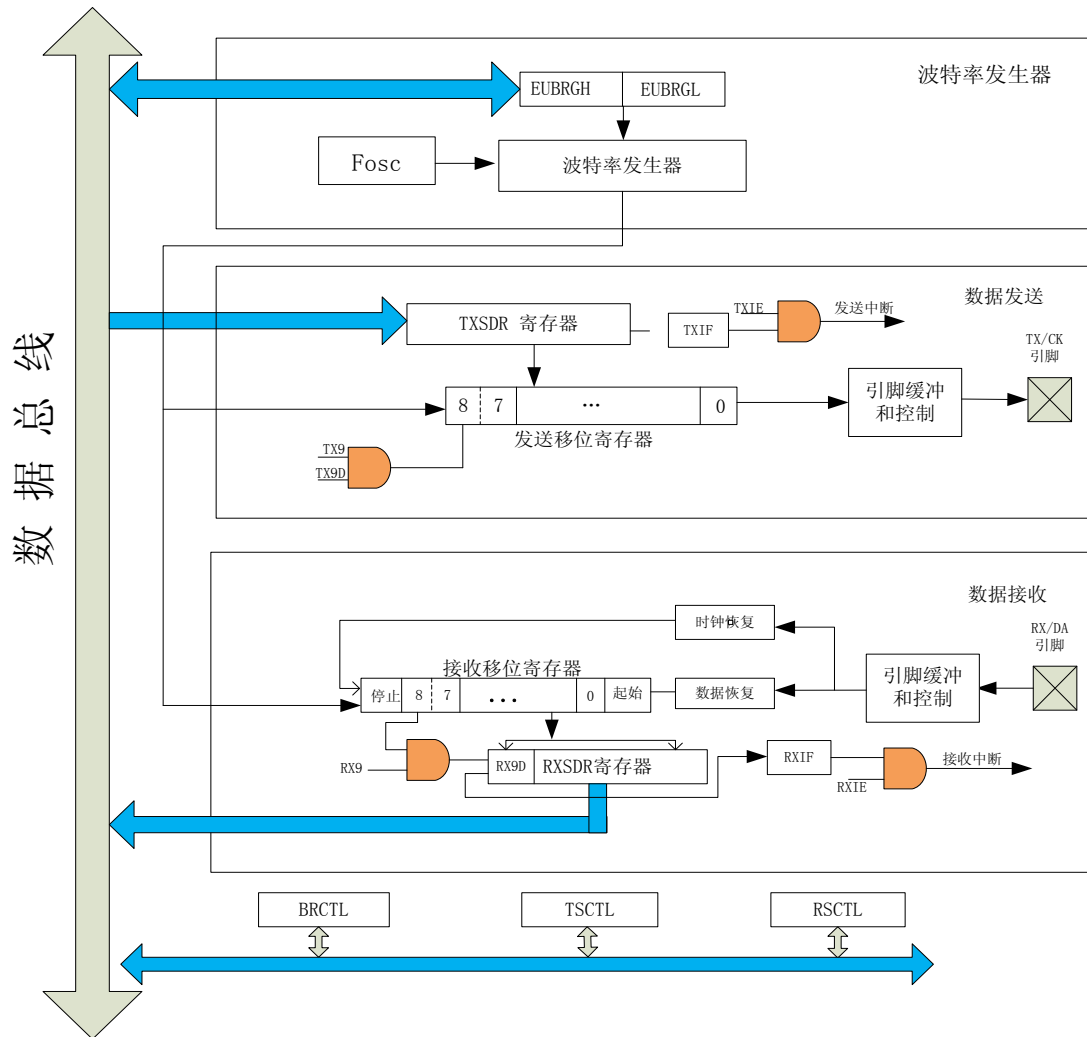 数据总线
波特率发生器
EUBRGH
EUBRGL
Fosc
波特率发生器
数据发送
TXSDR 寄存器
TXIF
TXIE
发送中断
TX/CK
引脚
8
7
...
0
发送移位寄存器
引脚缓冲
和控制
TX9
TX9D
数据接收
时钟恢复
RX/DA
引脚
接收移位寄存器
停止
8
7
...
0
起始
数据恢复
引脚缓冲
和控制
RX9
RX9D
RXSDR寄存器
RXIF
RXIE
接收中断
BRCTL
TSCTL
RSCTL